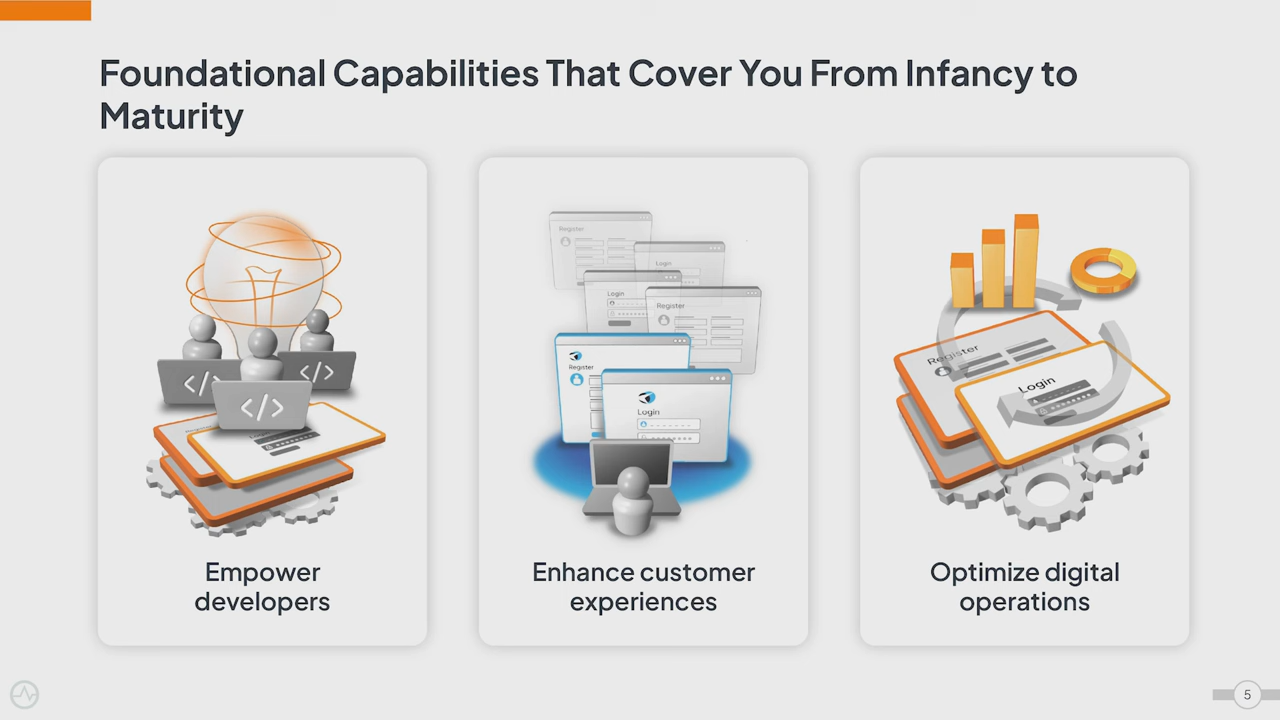 Foundational Capabilities That Cover You From Infancy to
Maturity
</>
</>
</>
Empower
developers
Register
Login
Login
Register
Register
Login
Enhance customer
experiences
Register
Login
Optimize digital
operations
5